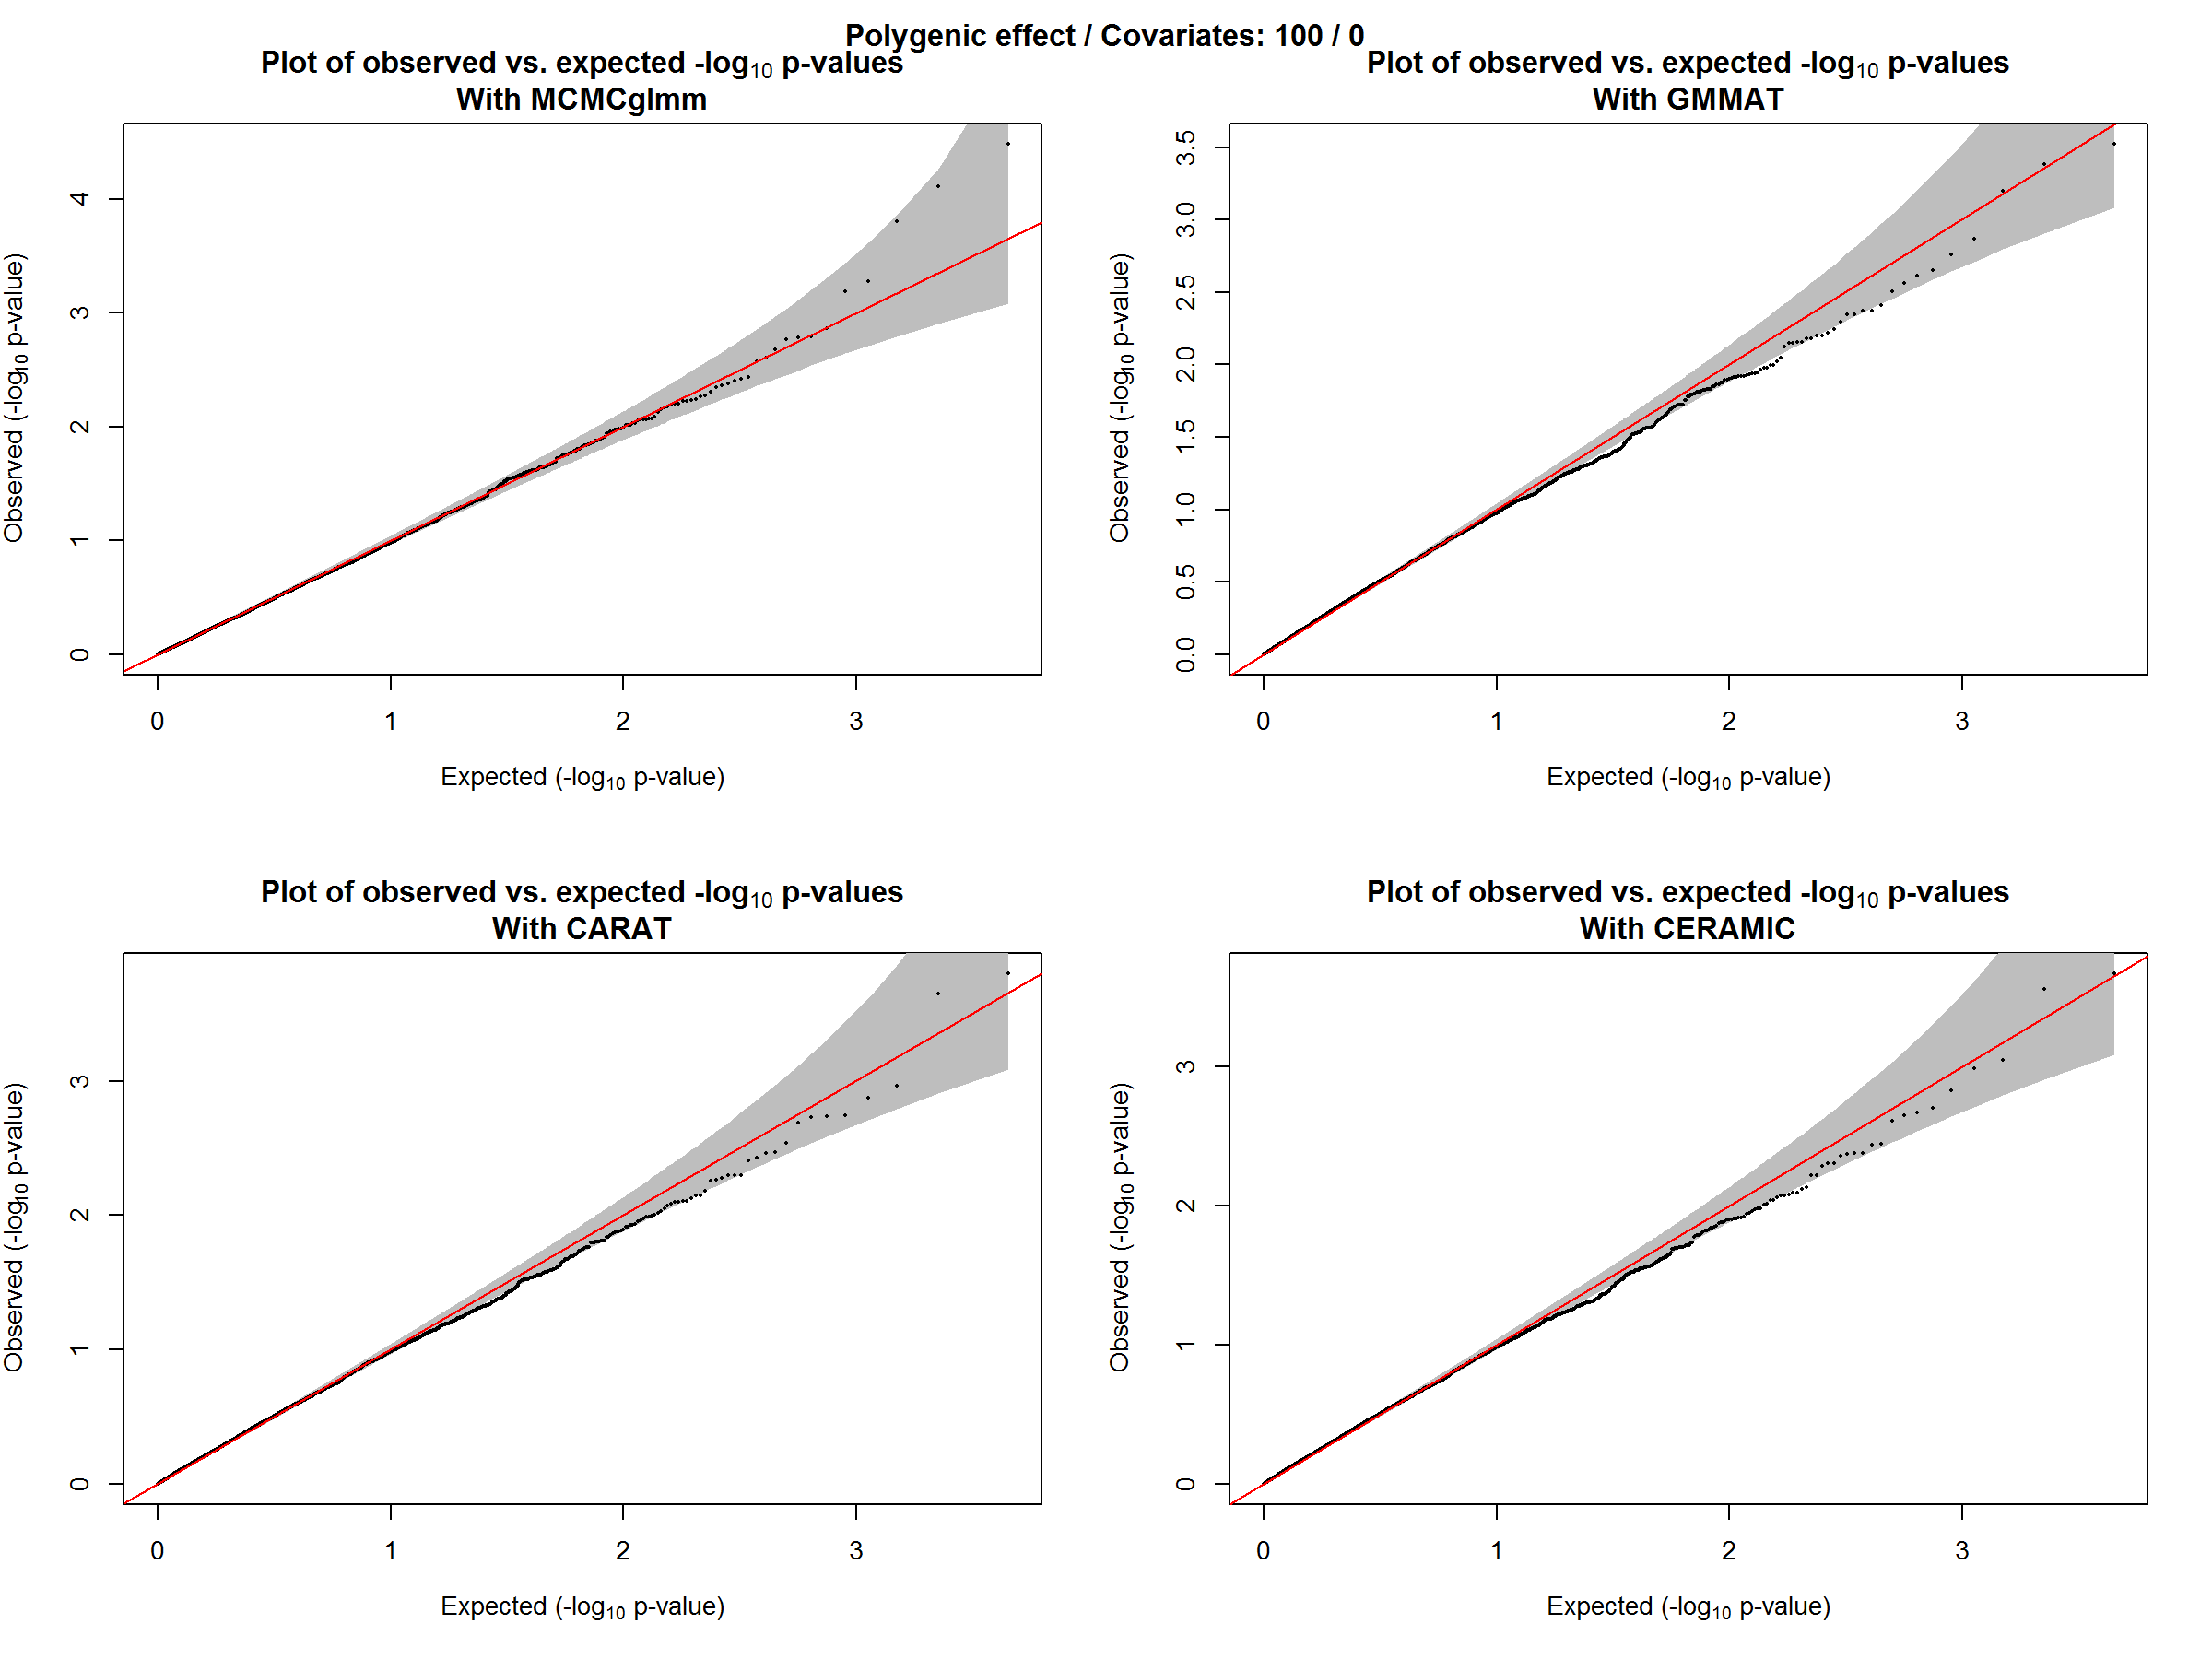 Polygenic effect / Covariates: 100 / 0
Plot of observed vs. expected -log10 p-values
With MCMCglmm
Observed (-log10 p-value)
4
3
2
1
0
0 1 2 3
Expected (-log10 p-value)
Plot of observed vs. expected -log10 p-values
With GMMAT
Observed (-log10 p-value)
3.5
3.0
2.5
2.0
1.5
1.0
0.5
0.0
0 1 2 3
Expected (-log10 p-value)
Plot of observed vs. expected -log10 p-values
With CARAT
Observed (-log10 p-value)
3
2
1
0
0 1 2 3
Expected (-log10 p-value)
Plot of observed vs. expected -log10 p-values
With CERAMIC
Observed (-log10 p-value)
3
2
1
0
0 1 2 3
Expected (-log10 p-value)